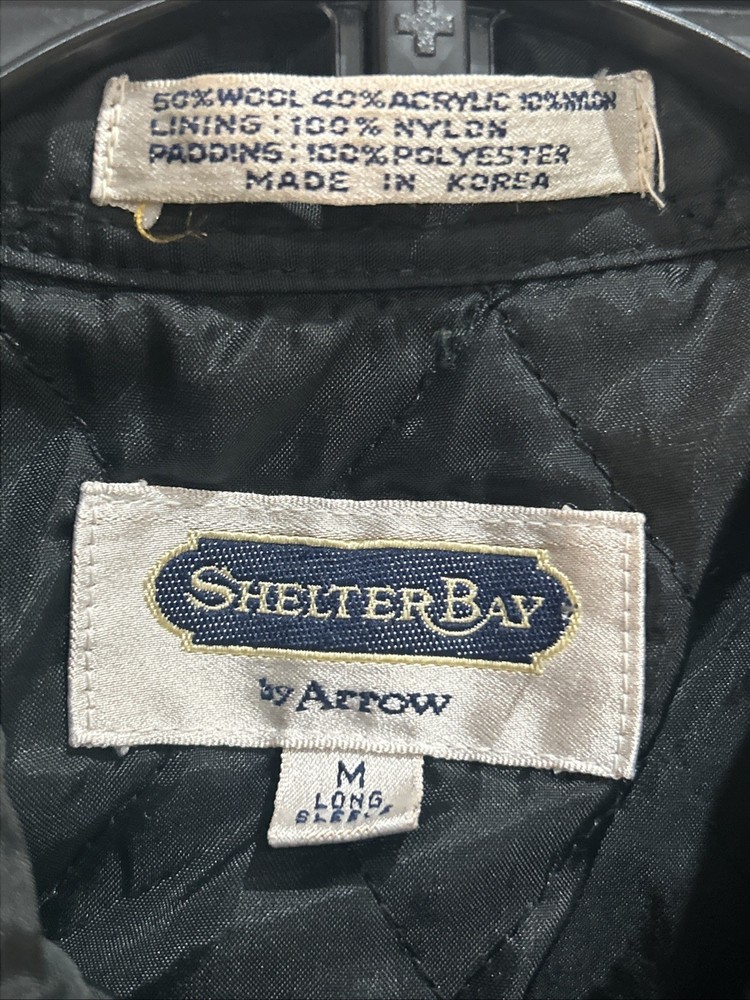 50% WOOL 40% ACRYLIC 10% NYLON
LINING : 100% NYLON
PADDING : 100% POLYESTER
MADE IN KOREA
SHELTER BAY
by Arrow
M
LONG
SLEEVE